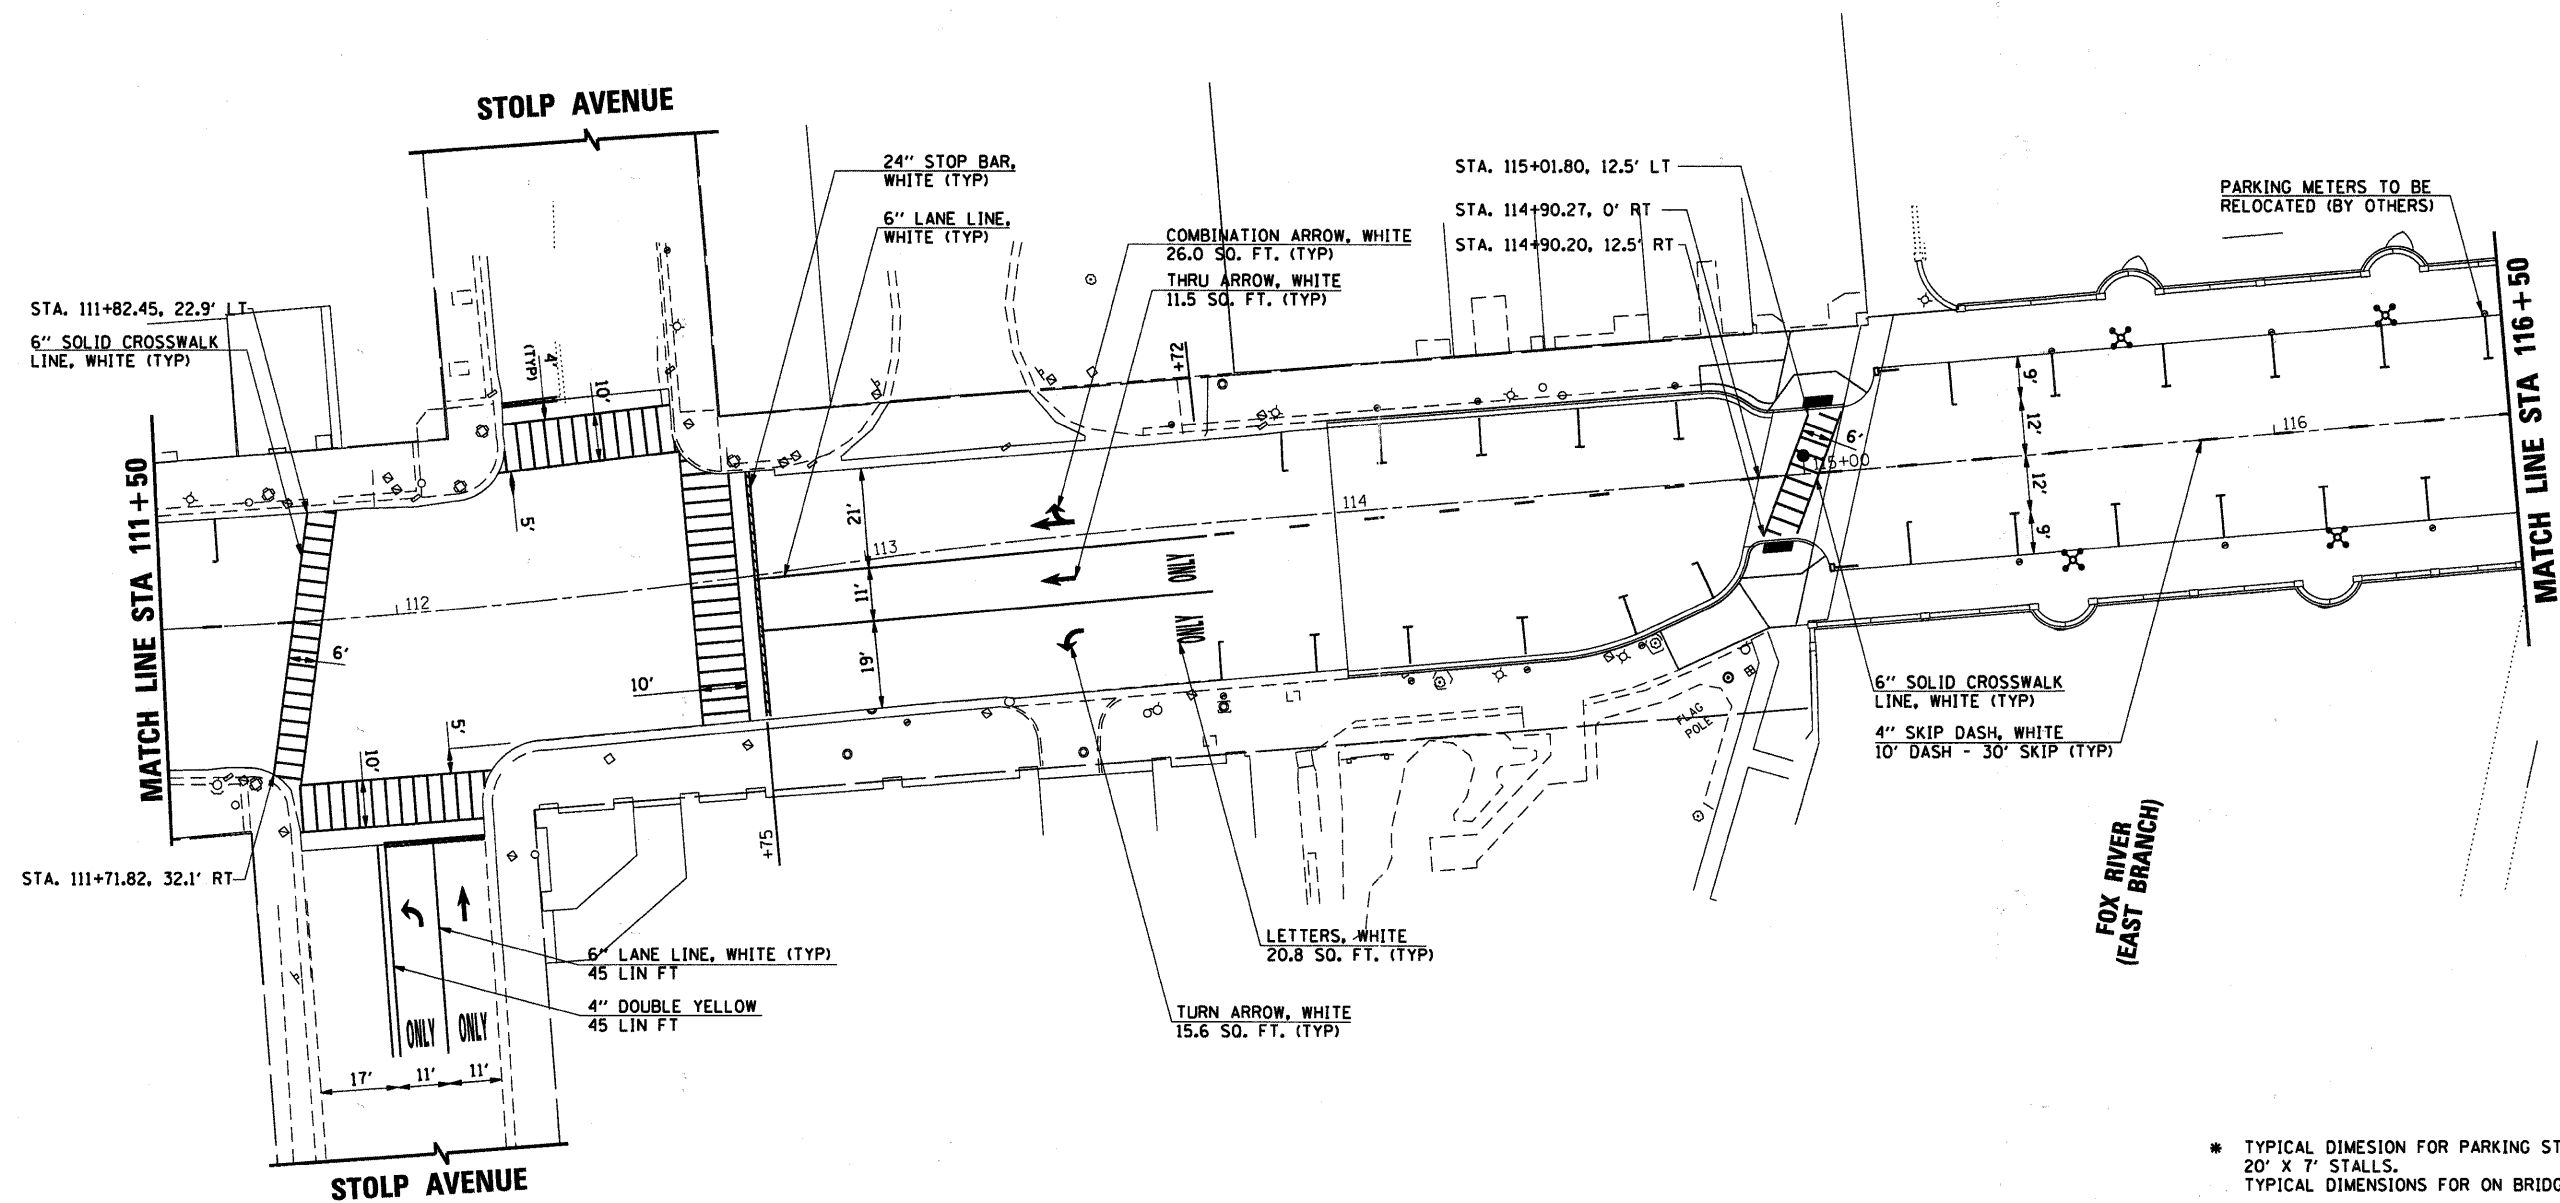 STOLP AVENUE
24" STOP BAR,
WHITE (TYP)
6" LANE LINE,
WHITE (TYP)
COMBINATION ARROW, WHITE
26.0 SQ. FT. (TYP)
THRU ARROW, WHITE
11.5 SQ. FT. (TYP)
STA. 115+01.80, 12.5' LT
STA. 114+90.27, 0' RT
STA. 114+90.20, 12.5' RT
PARKING METERS TO BE
RELOCATED (BY OTHERS)
STA. 111+82.45, 22.9' LT
6" SOLID CROSSWALK
LINE, WHITE (TYP)
4'
(TYP)
10'
5'
+72
21'
113
11'
19'
114
115+00
6'
9'
12'
12'
9'
116
MATCH LINE STA 116+50
MATCH LINE STA 111+50
112
6'
10'
5'
10'
ONLY
ONLY
+75
FLAG
POLE
6" SOLID CROSSWALK
LINE, WHITE (TYP)
4" SKIP DASH, WHITE
10' DASH - 30' SKIP (TYP)
FOX RIVER
(EAST BRANCH)
STA. 111+71.82, 32.1' RT
6" LANE LINE, WHITE (TYP)
45 LIN FT
4" DOUBLE YELLOW
45 LIN FT
LETTERS, WHITE
20.8 SQ. FT. (TYP)
TURN ARROW, WHITE
15.6 SQ. FT. (TYP)
ONLY
ONLY
17'
11'
11'
STOLP AVENUE
* TYPICAL DIMESION FOR PARKING ST
20' X 7' STALLS.
TYPICAL DIMENSIONS FOR ON BRIDG